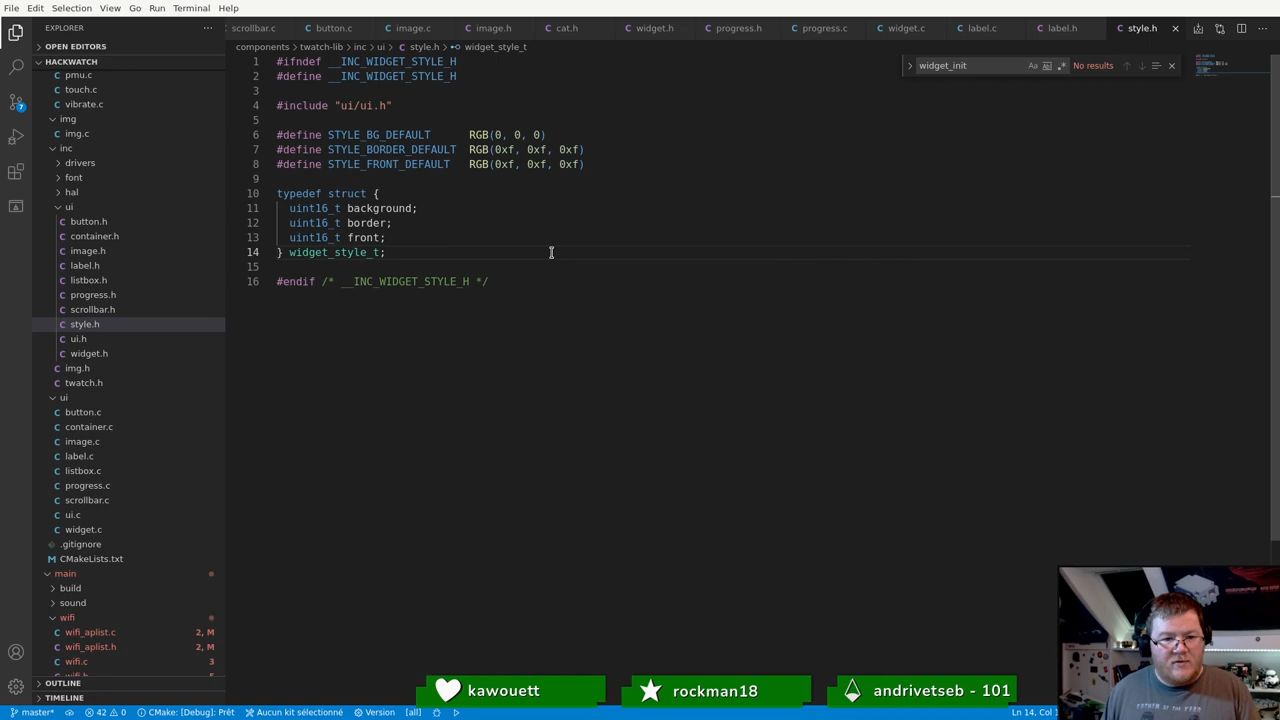 File Edit Selection View Go Run Terminal Help
EXPLORER ···
OPEN EDITORS
HACKWATCH
pmu.c
touch.c
vibrate.c
img
img.c
inc
drivers
font
hal
ui
button.h
container.h
image.h
label.h
listbox.h
progress.h
scrollbar.h
style.h
ui.h
widget.h
img.h
twatch.h
ui
button.c
container.c
image.c
label.c
listbox.c
progress.c
scrollbar.c
ui.c
widget.c
.gitignore
CMakeLists.txt
main
build
sound
wifi
wifi_aplist.c 2, M
wifi_aplist.h 2, M
wifi.c 3
OUTLINE
TIMELINE
7
scrollbar.c button.c image.c image.h cat.h widget.h progress.h progress.c widget.c label.c label.h style.h
components > twatch-lib > inc > ui > style.h > widget_style_t
widget_init Aa ab No results
1 #ifndef __INC_WIDGET_STYLE_H
2 #define __INC_WIDGET_STYLE_H
3
4 #include "ui/ui.h"
5
6 #define STYLE_BG_DEFAULT RGB(0, 0, 0)
7 #define STYLE_BORDER_DEFAULT RGB(0xf, 0xf, 0xf)
8 #define STYLE_FRONT_DEFAULT RGB(0xf, 0xf, 0xf)
9
10 typedef struct {
11 uint16_t background;
12 uint16_t border;
13 uint16_t front;
14 } widget_style_t;
15
16 #endif /* __INC_WIDGET_STYLE_H */
kawouett rockman18 andrivetseb - 101
master* 42 0 CMake: [Debug]: Prêt Aucun kit sélectionné Version [all] Ln 14, Col